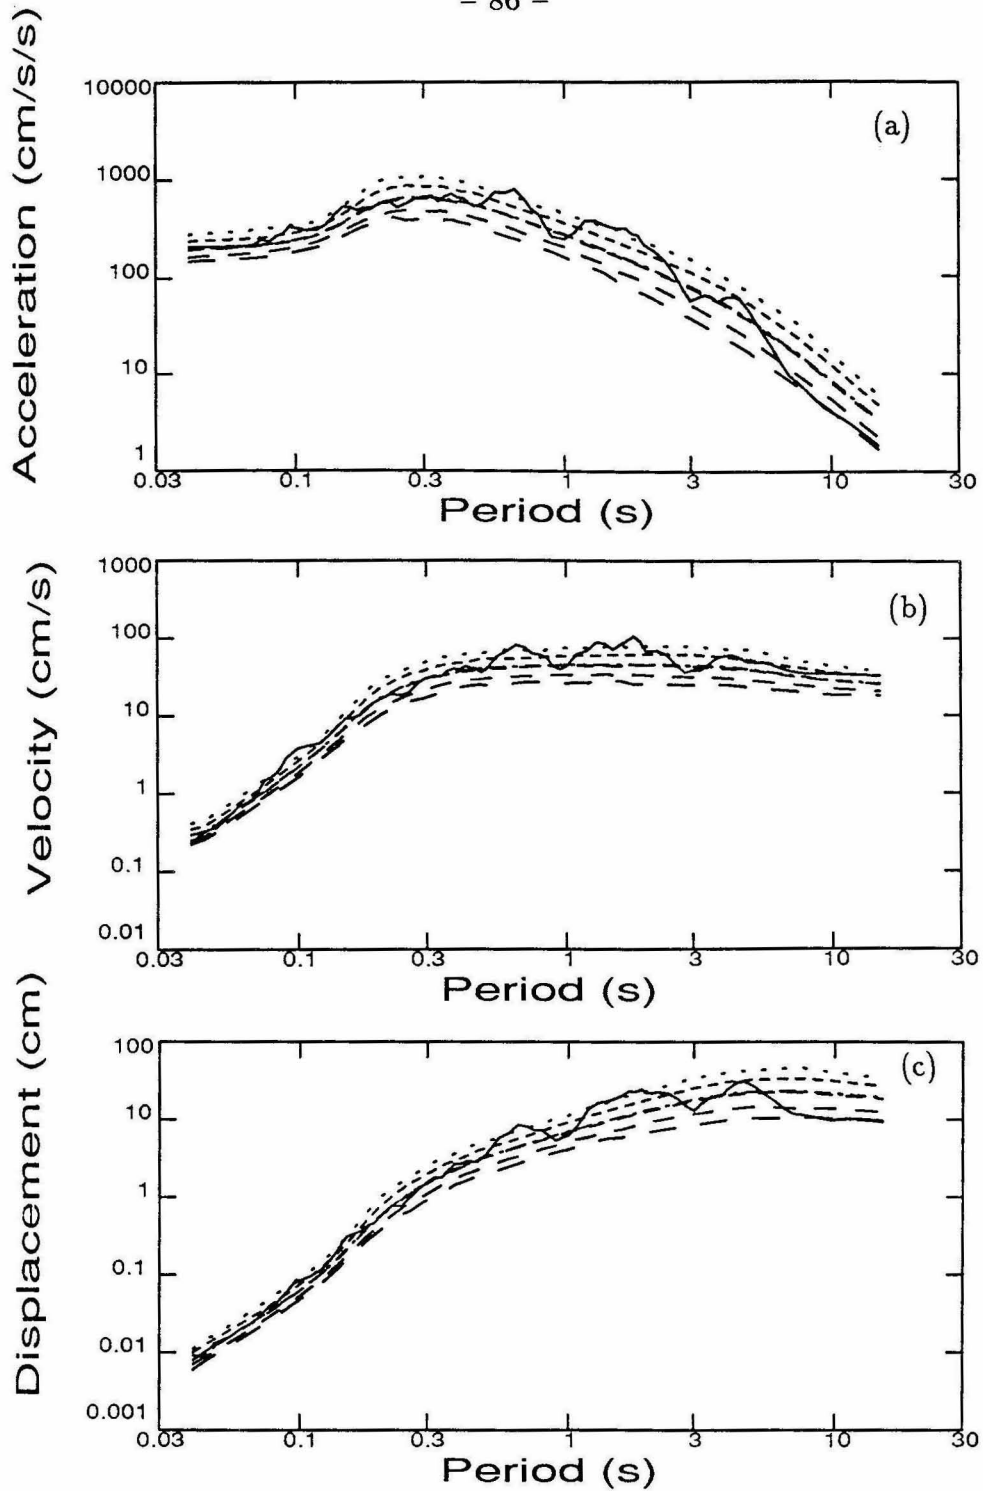 – 86 –
Acceleration (cm/s/s)
10000
1000
100
10
1
(a)
0.03 0.1 0.3 1 3 10 30
Period (s)
Velocity (cm/s)
1000
100
10
1
0.1
0.01
(b)
0.03 0.1 0.3 1 3 10 30
Period (s)
Displacement (cm)
100
10
1
0.1
0.01
0.001
(c)
0.03 0.1 0.3 1 3 10 30
Period (s)